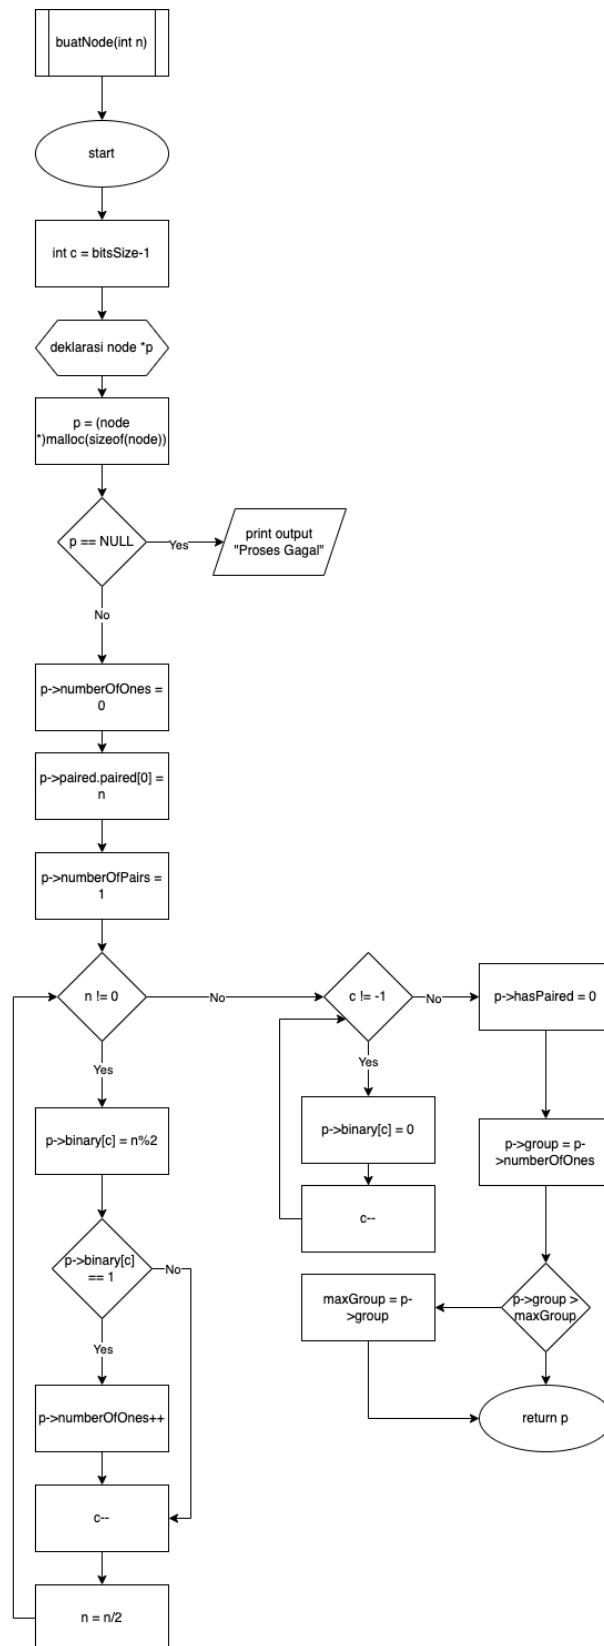 buatNode(int n)
start
int c = bitsSize-1
deklarasi node *p
p = (node
*)malloc(sizeof(node))
p == NULL
Yes
print output
"Proses Gagal"
No
p->numberOfOnes =
0
p->paired.paired[0] =
n
p->numberOfPairs =
1
n != 0
No
c != -1
No
p->hasPaired = 0
Yes
Yes
p->binary[c] = n%2
p->binary[c] = 0
p->group = p-
>numberOfOnes
c--
p->binary[c]
== 1
No
maxGroup = p-
>group
p->group >
maxGroup
Yes
p->numberOfOnes++
return p
c--
n = n/2